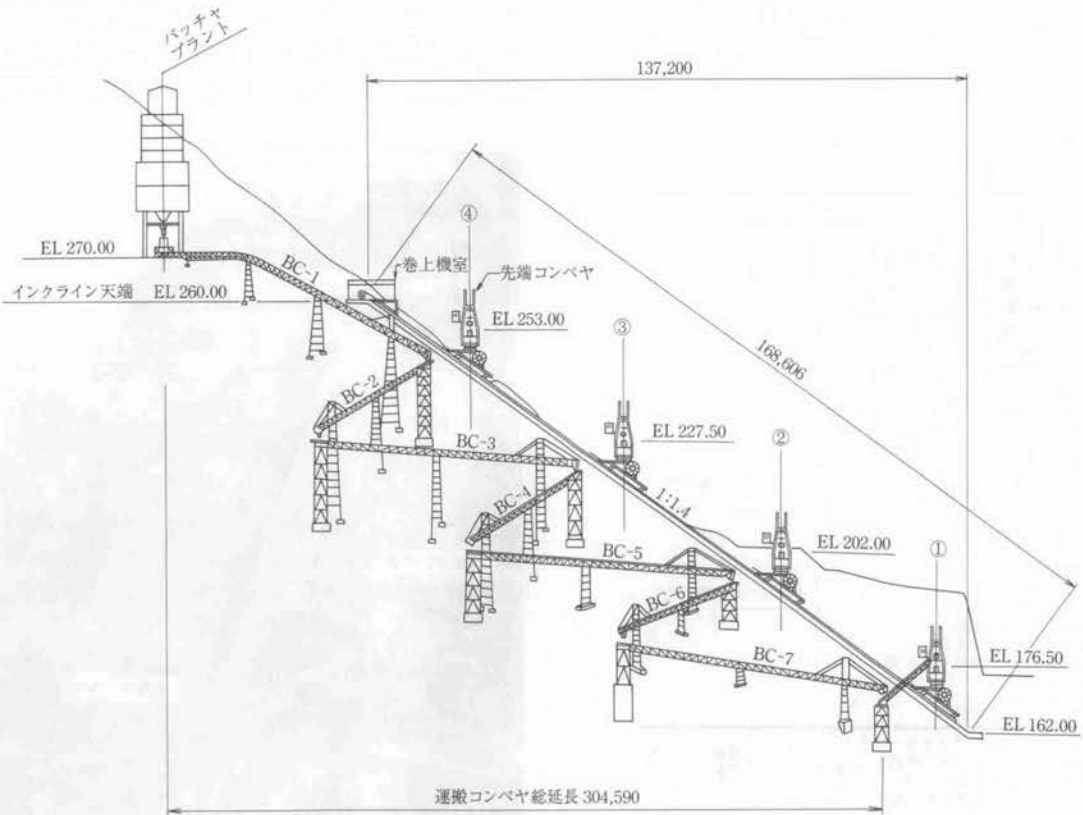 バッチャ
プラント
137,200
④
EL 270.00
BC-1
巻上機室
先端コンベヤ
インクライン天端 EL 260.00
EL 253.00
③
168,606
BC-2
EL 227.50
②
BC-3
BC-4
1:1.4
EL 202.00
①
BC-5
BC-6
BC-7
EL 176.50
EL 162.00
運搬コンベヤ総延長 304,590